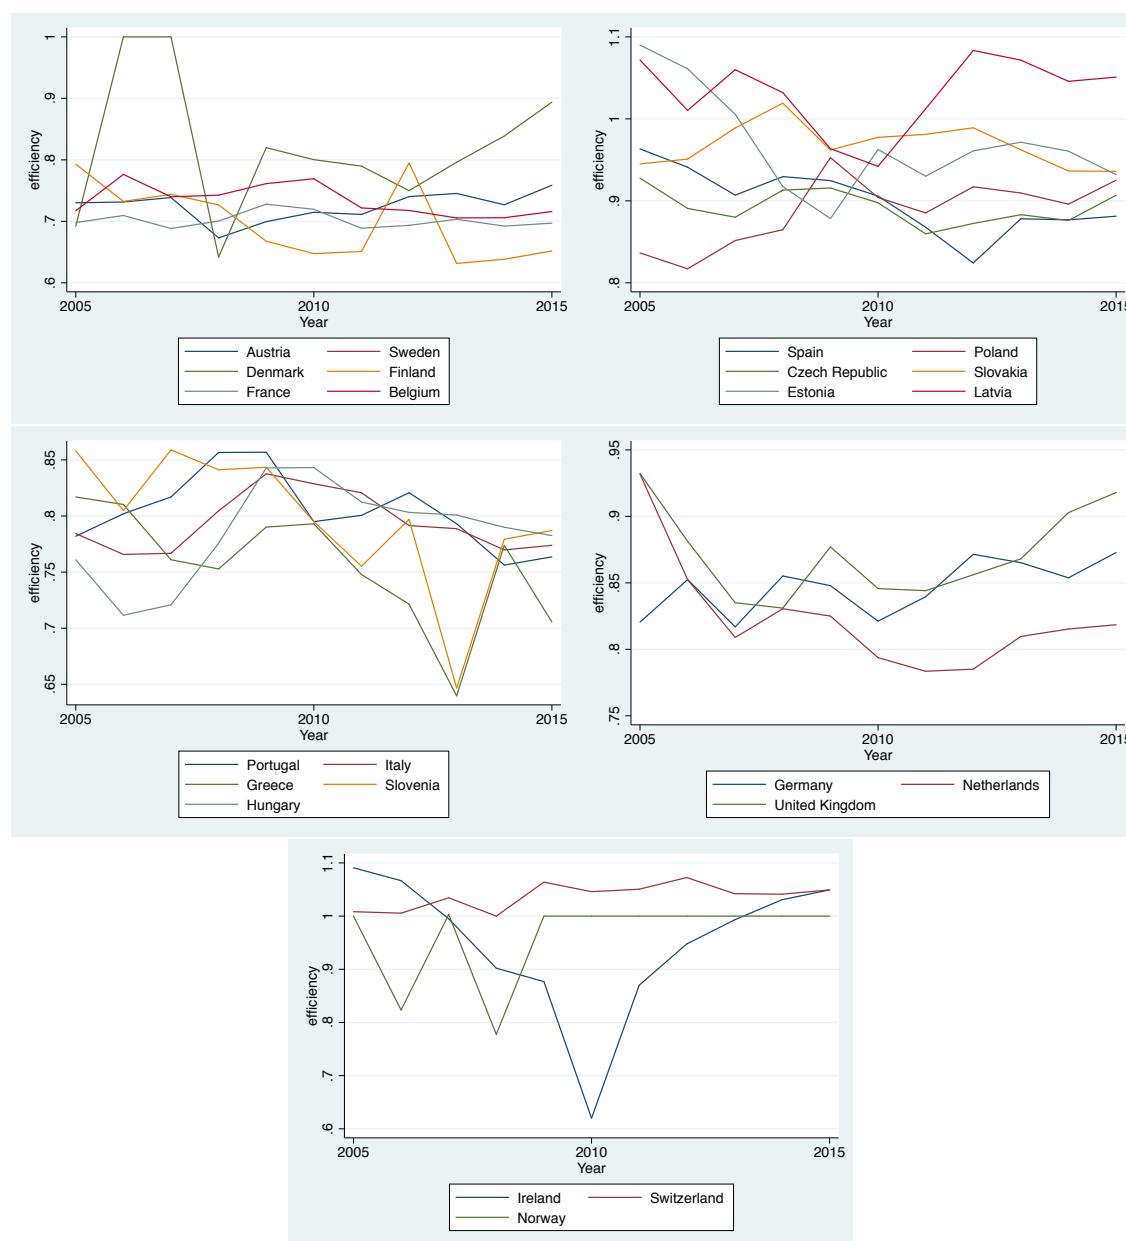 efficiency
1
.9
.8
.7
.6
2005 2010 2015
Year
Austria Sweden
Denmark Finland
France Belgium
efficiency
1.1
1
.9
.8
2005 2010 2015
Year
Spain Poland
Czech Republic Slovakia
Estonia Latvia
efficiency
.85
.8
.75
.7
.65
2005 2010 2015
Year
Portugal Italy
Greece Slovenia
Hungary
efficiency
.95
.9
.85
.8
.75
2005 2010 2015
Year
Germany Netherlands
United Kingdom
efficiency
1.1
1
.9
.8
.7
.6
2005 2010 2015
Year
Ireland Switzerland
Norway